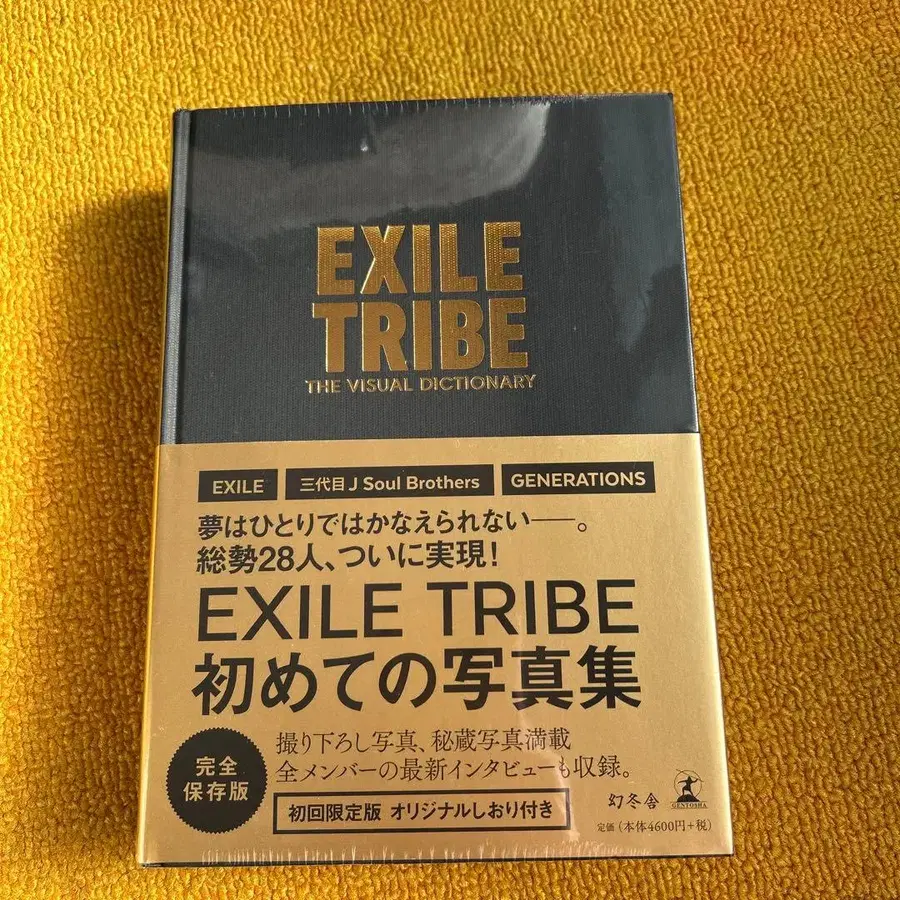 EXILE
TRIBE
THE VISUAL DICTIONARY
EXILE 三代目 J Soul Brothers GENERATIONS
夢はひとりではかなえられない──。
総勢28人、ついに実現!
EXILE TRIBE
初めての写真集
撮り下ろし写真、秘蔵写真満載
全メンバーの最新インタビューも収録。
完全
保存版
初回限定版 オリジナルしおり付き
幻冬舎
GENTOSHA
定価(本体4600円+税)